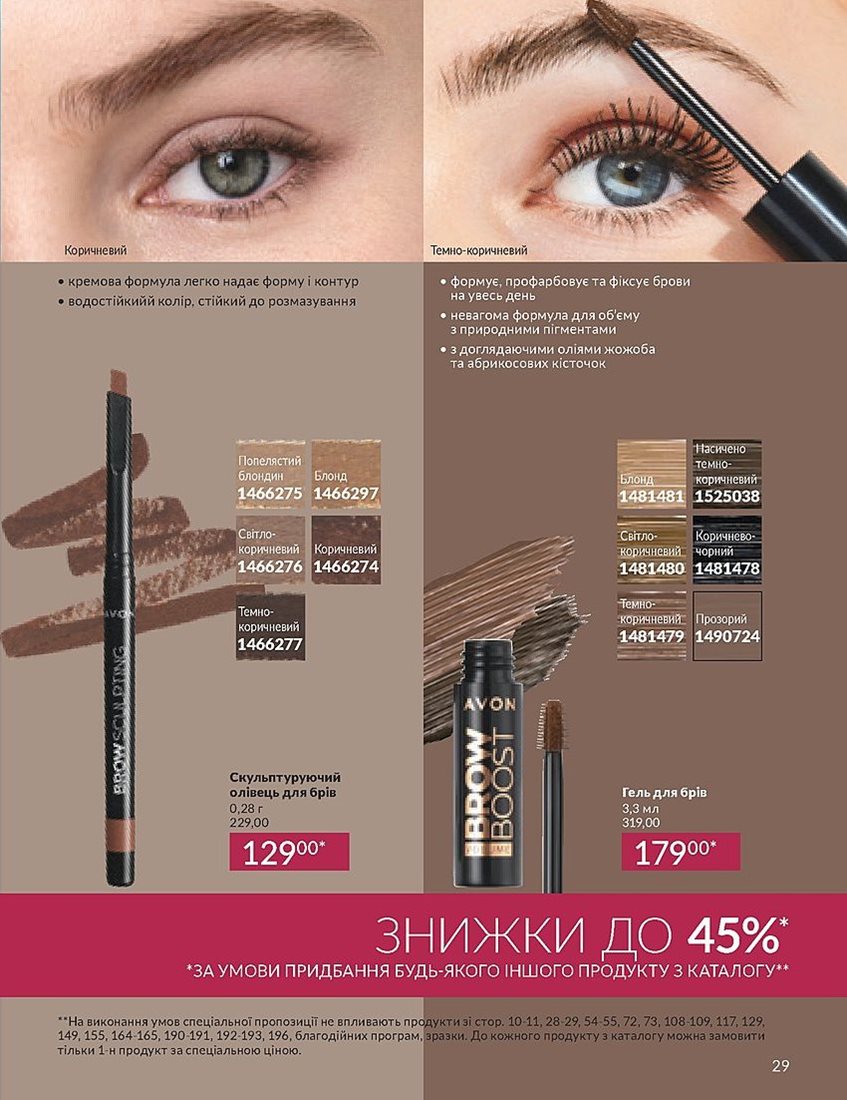 Коричневий
Темно-коричневий
• кремова формула легко надає форму і контур
• водостійкийй колір, стійкий до розмазування
• формує, профарбовує та фіксує брови
на увесь день
• невагома формула для об'єму
з природними пігментами
• з доглядаючими оліями жожоба
та абрикосових кісточок
Попелястий
блондин
1466275
Блонд
1466297
Світло-
коричневий
1466276
Коричневий
1466274
Темно-
коричневий
1466277
Блонд
1481481
Насичено
темно-
коричневий
1525038
Світло-
коричневий
1481480
Коричнево-
чорний
1481478
Темно-
коричневий
1481479
Прозорий
1490724
AVON
BROW SCULPTING
AVON
BROW
BOOST
VOLUME
Скульптуруючий
олівець для брів
0,28 г
229,00
12900*
Гель для брів
3,3 мл
319,00
17900*
ЗНИЖКИ ДО 45%*
*ЗА УМОВИ ПРИДБАННЯ БУДЬ-ЯКОГО ІНШОГО ПРОДУКТУ З КАТАЛОГУ**
**На виконання умов спеціальної пропозиції не впливають продукти зі стор. 10-11, 28-29, 54-55, 72, 73, 108-109, 117, 129,
149, 155, 164-165, 190-191, 192-193, 196, благодійних програм, зразки. До кожного продукту з каталогу можна замовити
тільки 1-н продукт за спеціальною ціною.
29